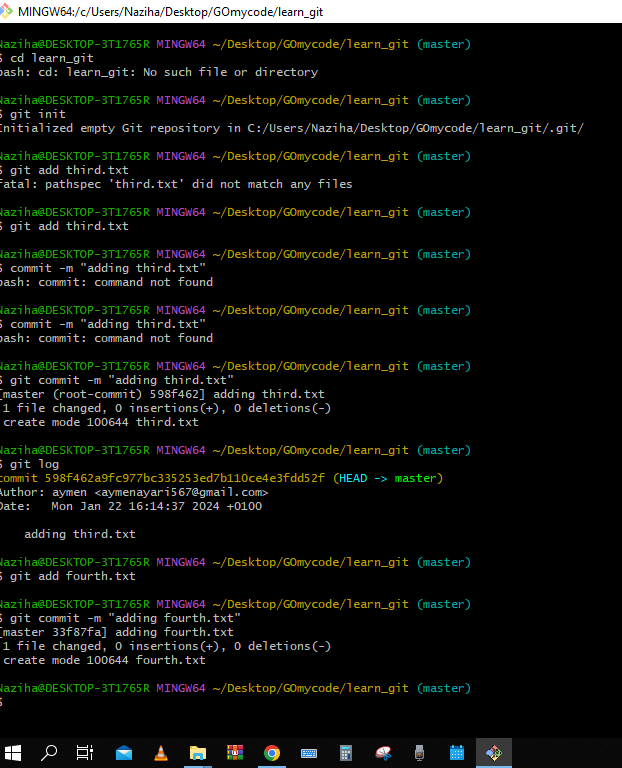 MINGW64:/c/Users/Naziha/Desktop/GOmycode/learn_git
Naziha@DESKTOP-3T1765R MINGW64 ~/Desktop/GOmycode/learn_git (master)
$ cd learn_git
bash: cd: learn_git: No such file or directory
Naziha@DESKTOP-3T1765R MINGW64 ~/Desktop/GOmycode/learn_git (master)
$ git init
Initialized empty Git repository in C:/Users/Naziha/Desktop/GOmycode/learn_git/.git/
Naziha@DESKTOP-3T1765R MINGW64 ~/Desktop/GOmycode/learn_git (master)
$ git add third.txt
fatal: pathspec 'third.txt' did not match any files
Naziha@DESKTOP-3T1765R MINGW64 ~/Desktop/GOmycode/learn_git (master)
$ git add third.txt
Naziha@DESKTOP-3T1765R MINGW64 ~/Desktop/GOmycode/learn_git (master)
$ commit -m "adding third.txt"
bash: commit: command not found
Naziha@DESKTOP-3T1765R MINGW64 ~/Desktop/GOmycode/learn_git (master)
$ commit -m "adding third.txt"
bash: commit: command not found
Naziha@DESKTOP-3T1765R MINGW64 ~/Desktop/GOmycode/learn_git (master)
$ git commit -m "adding third.txt"
[master (root-commit) 598f462] adding third.txt
1 file changed, 0 insertions(+), 0 deletions(-)
create mode 100644 third.txt
Naziha@DESKTOP-3T1765R MINGW64 ~/Desktop/GOmycode/learn_git (master)
$ git log
commit 598f462a9fc977bc335253ed7b110ce4e3fdd52f (HEAD -> master)
Author: aymen <aymenayari567@gmail.com>
Date:   Mon Jan 22 16:14:37 2024 +0100
adding third.txt
Naziha@DESKTOP-3T1765R MINGW64 ~/Desktop/GOmycode/learn_git (master)
$ git add fourth.txt
Naziha@DESKTOP-3T1765R MINGW64 ~/Desktop/GOmycode/learn_git (master)
$ git commit -m "adding fourth.txt"
[master 33f87fa] adding fourth.txt
1 file changed, 0 insertions(+), 0 deletions(-)
create mode 100644 fourth.txt
Naziha@DESKTOP-3T1765R MINGW64 ~/Desktop/GOmycode/learn_git (master)
$